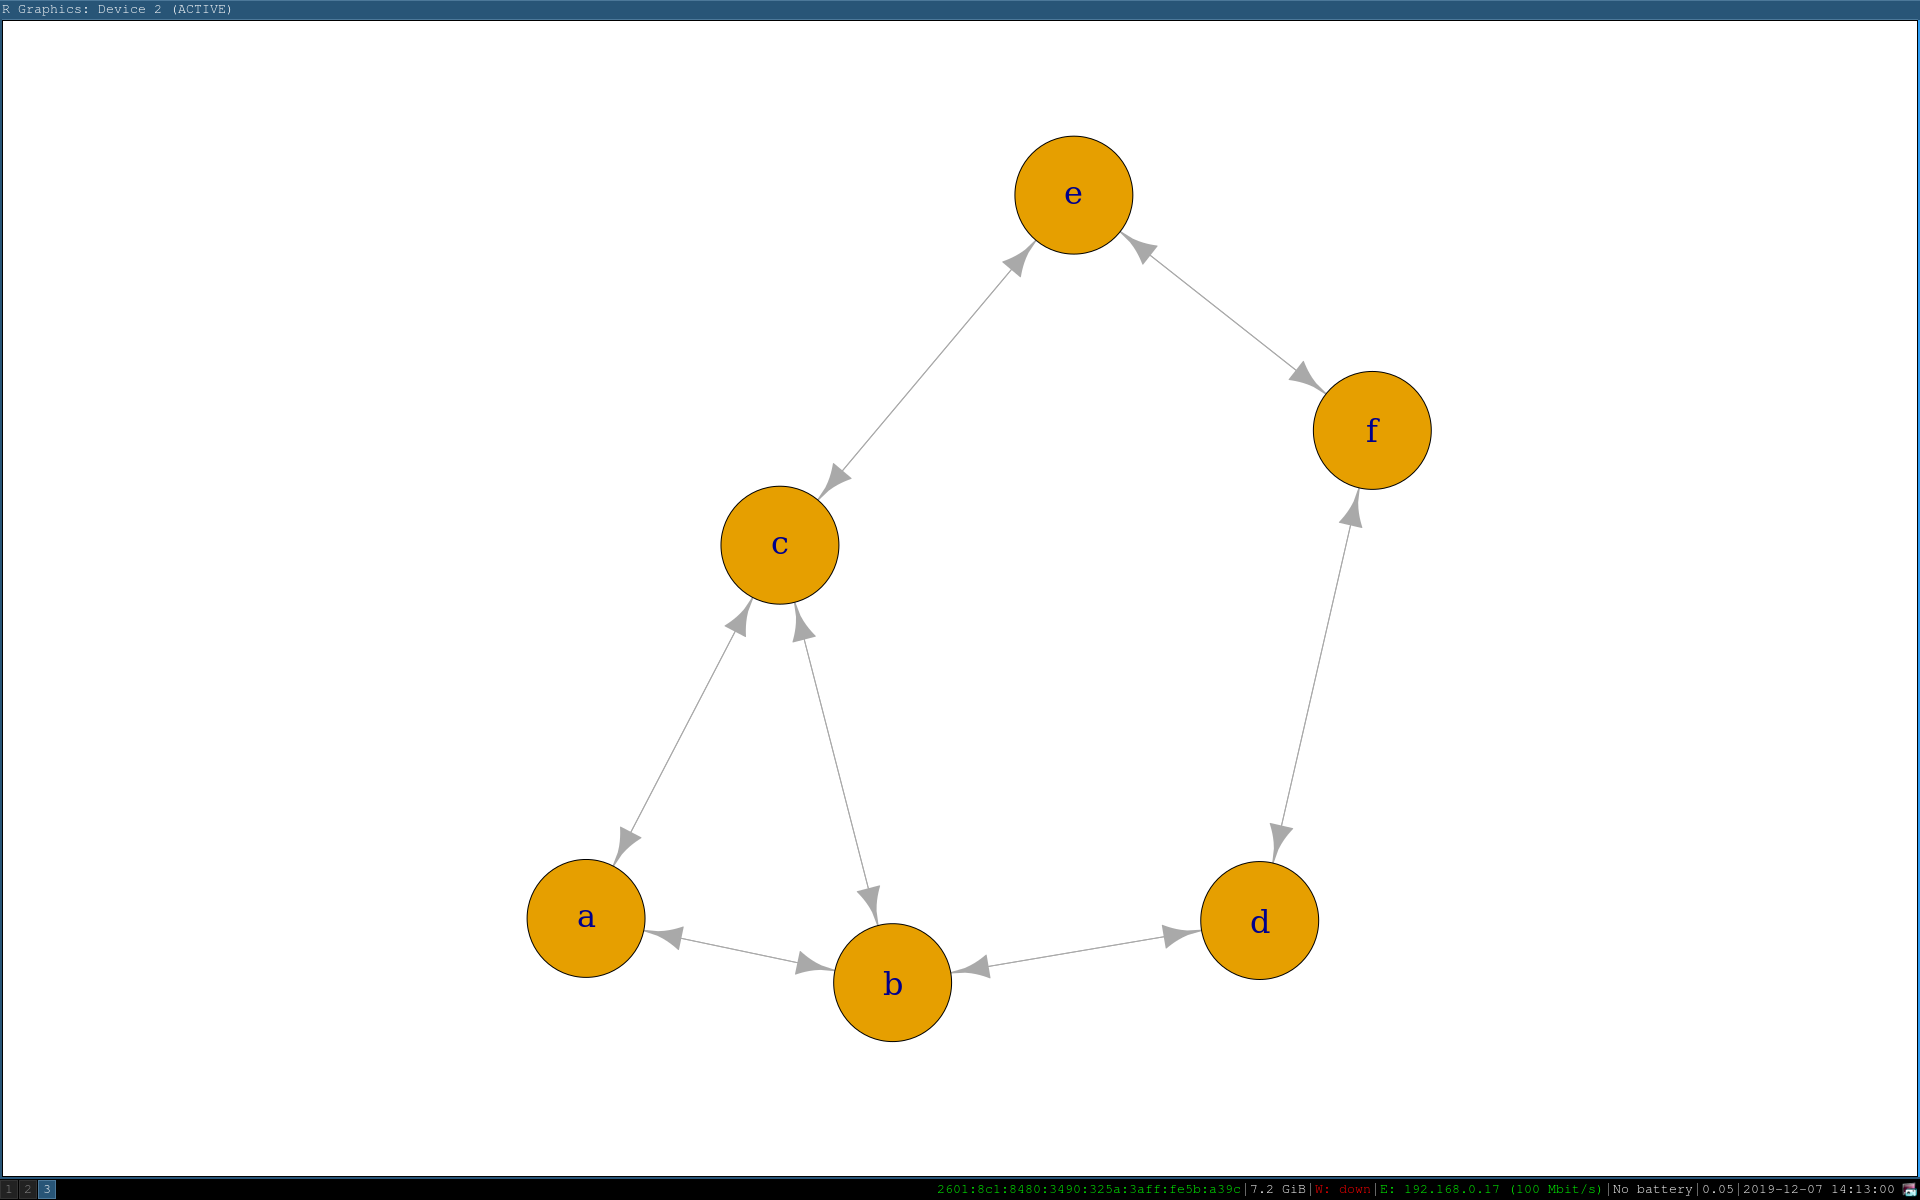 R Graphics: Device 2 (ACTIVE)
e
f
c
a
b
d
1 2 3
2601:8c1:8480:3490:325a:3aff:fe5b:a39c|7.2 GiB|W: down|E: 192.168.0.17 (100 Mbit/s)|No battery|0.05|2019-12-07 14:13:00